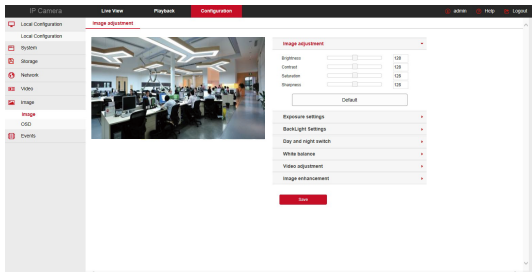 IP Camera
Live View
Playback
Configuration
admin
Help
Logout
Local Configuration
Local Configuration
System
Storage
Network
Video
Image
Image
OSD
Events
Image adjustment
Image adjustment
Brightness 128
Contrast 128
Saturation 128
Sharpness 128
Default
Exposure settings
BackLight Settings
Day and night switch
White balance
Video adjustment
Image enhancement
Save